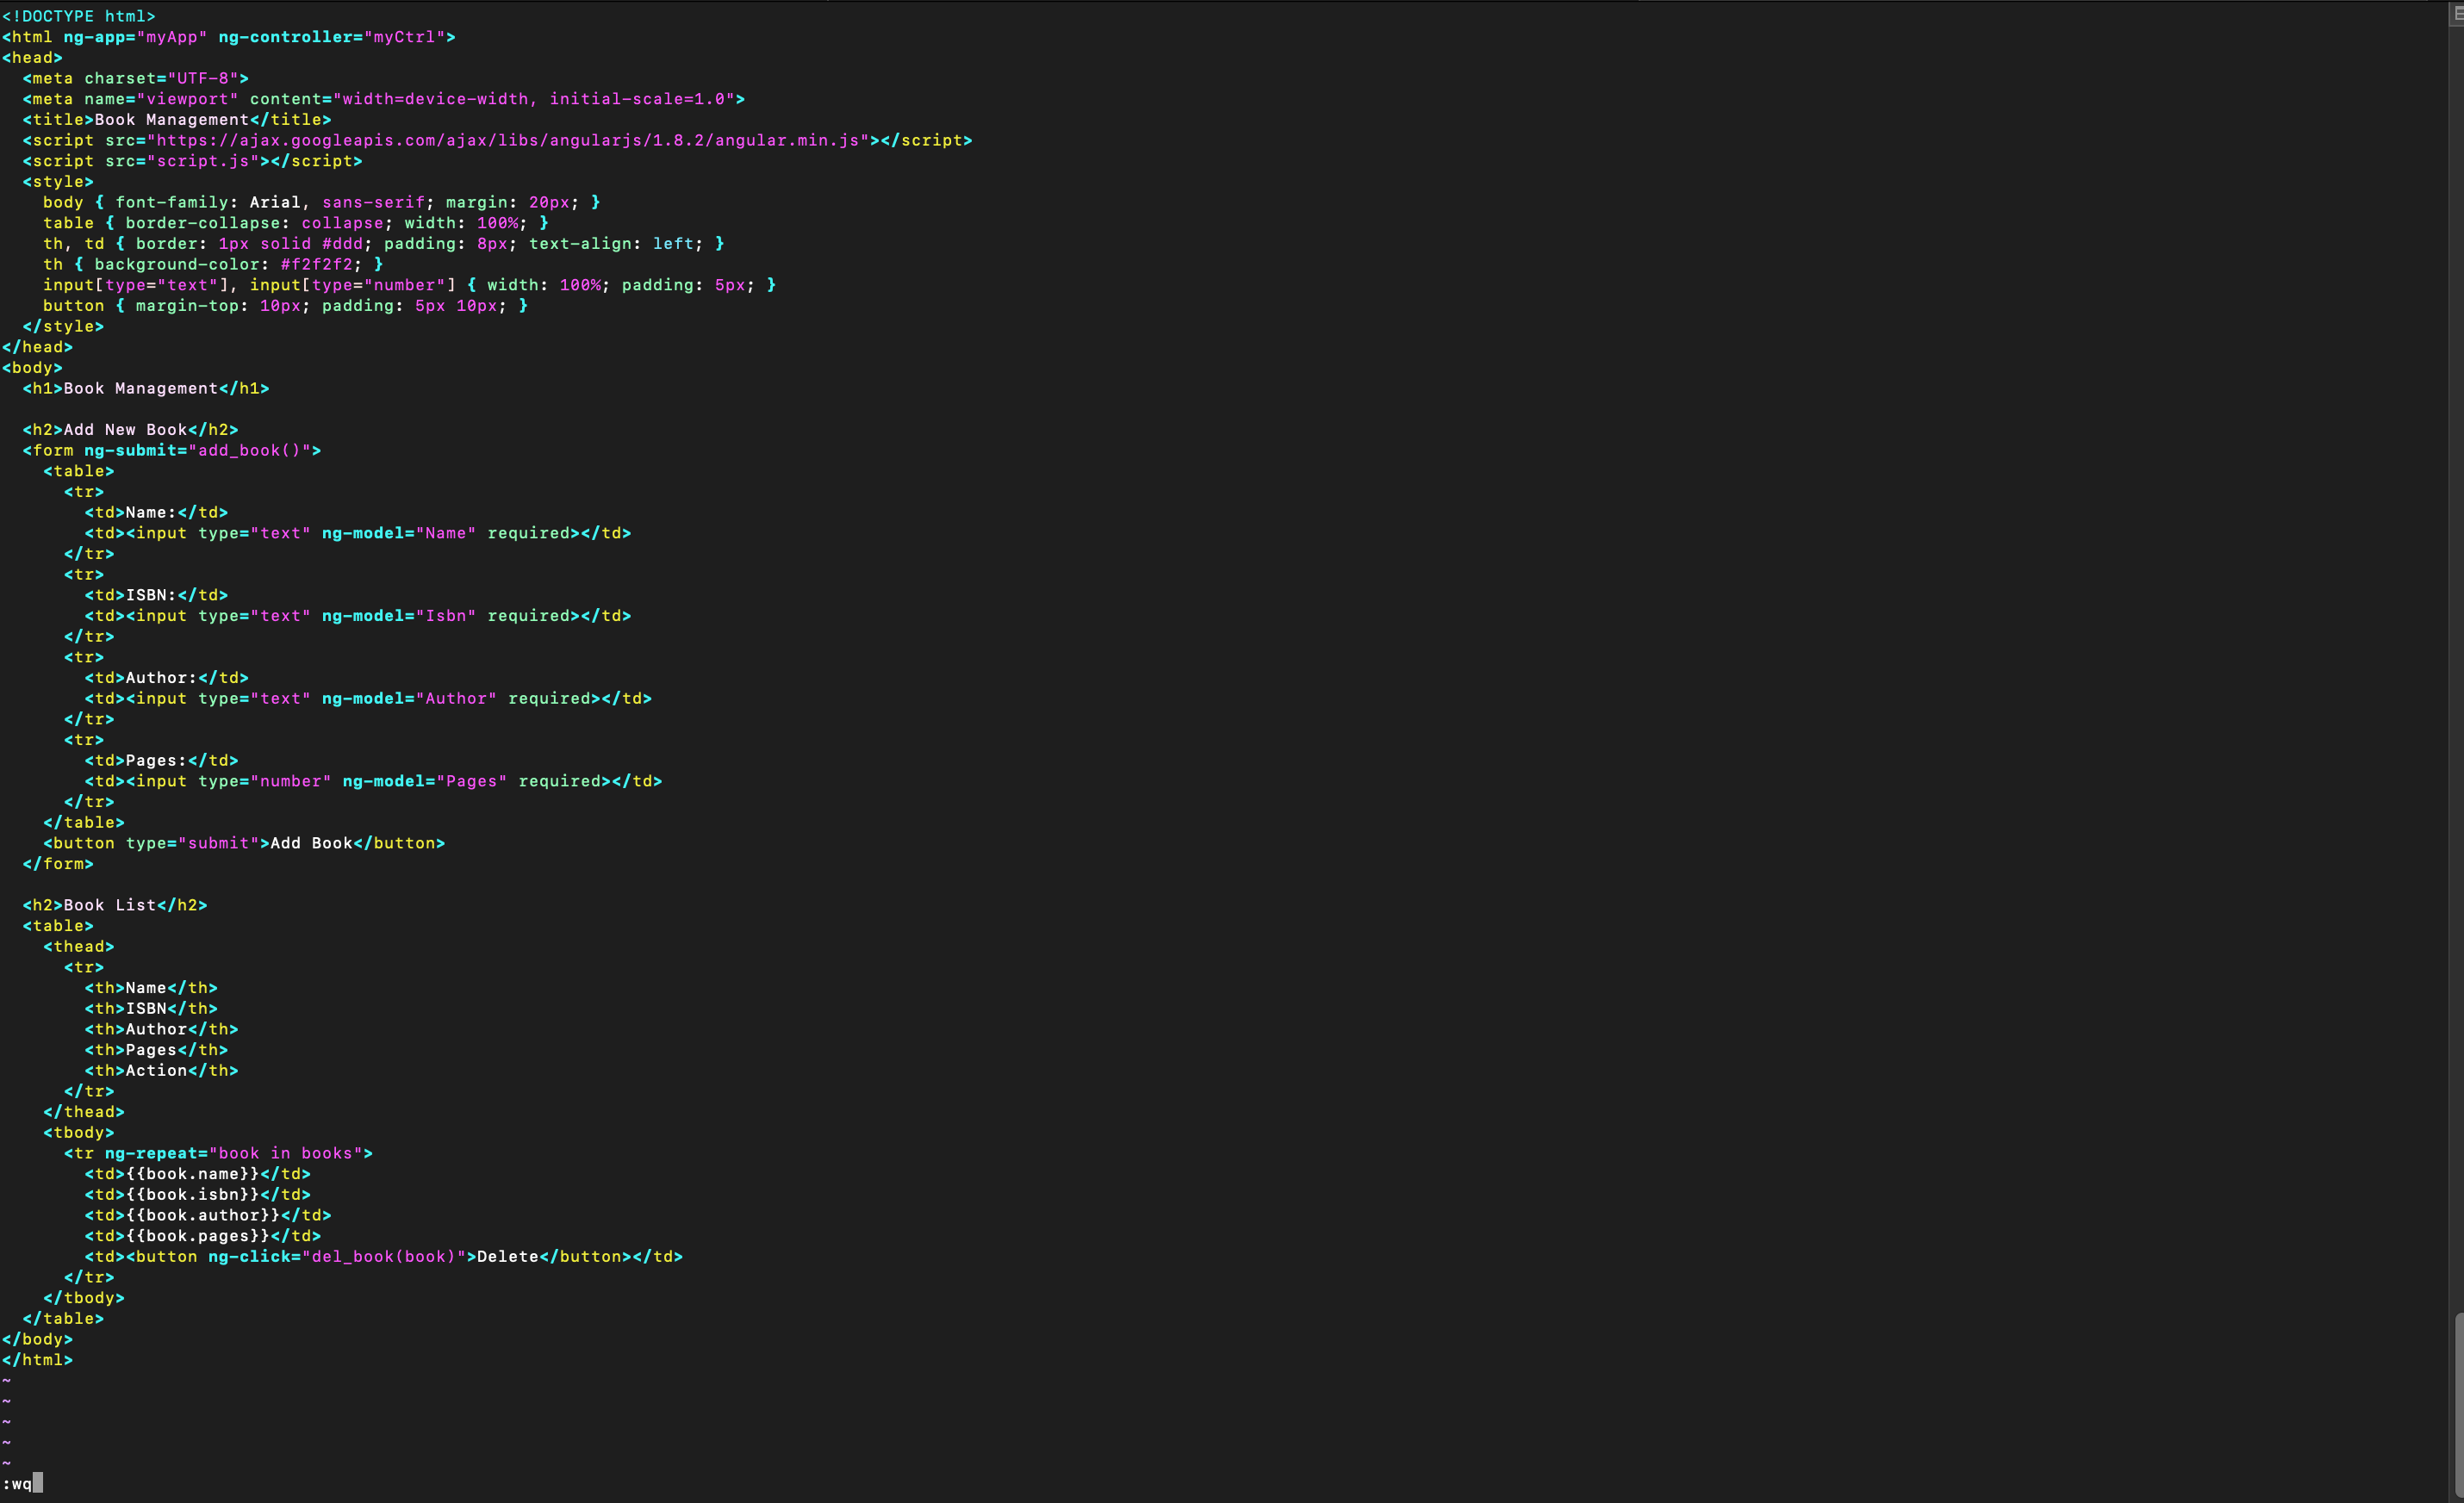 <!DOCTYPE html>
<html ng-app="myApp" ng-controller="myCtrl">
<head>
  <meta charset="UTF-8">
  <meta name="viewport" content="width=device-width, initial-scale=1.0">
  <title>Book Management</title>
  <script src="https://ajax.googleapis.com/ajax/libs/angularjs/1.8.2/angular.min.js"></script>
  <script src="script.js"></script>
  <style>
    body { font-family: Arial, sans-serif; margin: 20px; }
    table { border-collapse: collapse; width: 100%; }
    th, td { border: 1px solid #ddd; padding: 8px; text-align: left; }
    th { background-color: #f2f2f2; }
    input[type="text"], input[type="number"] { width: 100%; padding: 5px; }
    button { margin-top: 10px; padding: 5px 10px; }
  </style>
</head>
<body>
  <h1>Book Management</h1>

  <h2>Add New Book</h2>
  <form ng-submit="add_book()">
    <table>
      <tr>
        <td>Name:</td>
        <td><input type="text" ng-model="Name" required></td>
      </tr>
      <tr>
        <td>ISBN:</td>
        <td><input type="text" ng-model="Isbn" required></td>
      </tr>
      <tr>
        <td>Author:</td>
        <td><input type="text" ng-model="Author" required></td>
      </tr>
      <tr>
        <td>Pages:</td>
        <td><input type="number" ng-model="Pages" required></td>
      </tr>
    </table>
    <button type="submit">Add Book</button>
  </form>

  <h2>Book List</h2>
  <table>
    <thead>
      <tr>
        <th>Name</th>
        <th>ISBN</th>
        <th>Author</th>
        <th>Pages</th>
        <th>Action</th>
      </tr>
    </thead>
    <tbody>
      <tr ng-repeat="book in books">
        <td>{{book.name}}</td>
        <td>{{book.isbn}}</td>
        <td>{{book.author}}</td>
        <td>{{book.pages}}</td>
        <td><button ng-click="del_book(book)">Delete</button></td>
      </tr>
    </tbody>
  </table>
</body>
</html>
~
~
~
~
~
:wq